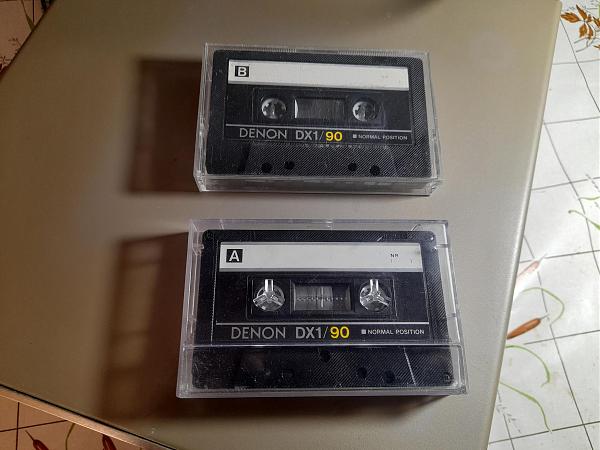 B
DENON DX1/90 NORMAL POSITION
A
NR
DENON DX1/90 NORMAL POSITION